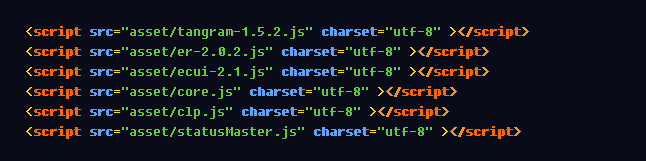 <script src="asset/tangram-1.5.2.js" charset="utf-8" ></script>
<script src="asset/er-2.0.2.js" charset="utf-8" ></script>
<script src="asset/ecui-2.1.js" charset="utf-8" ></script>
<script src="asset/core.js" charset="utf-8" ></script>
<script src="asset/clp.js" charset="utf-8" ></script>
<script src="asset/statusMaster.js" charset="utf-8" ></script>